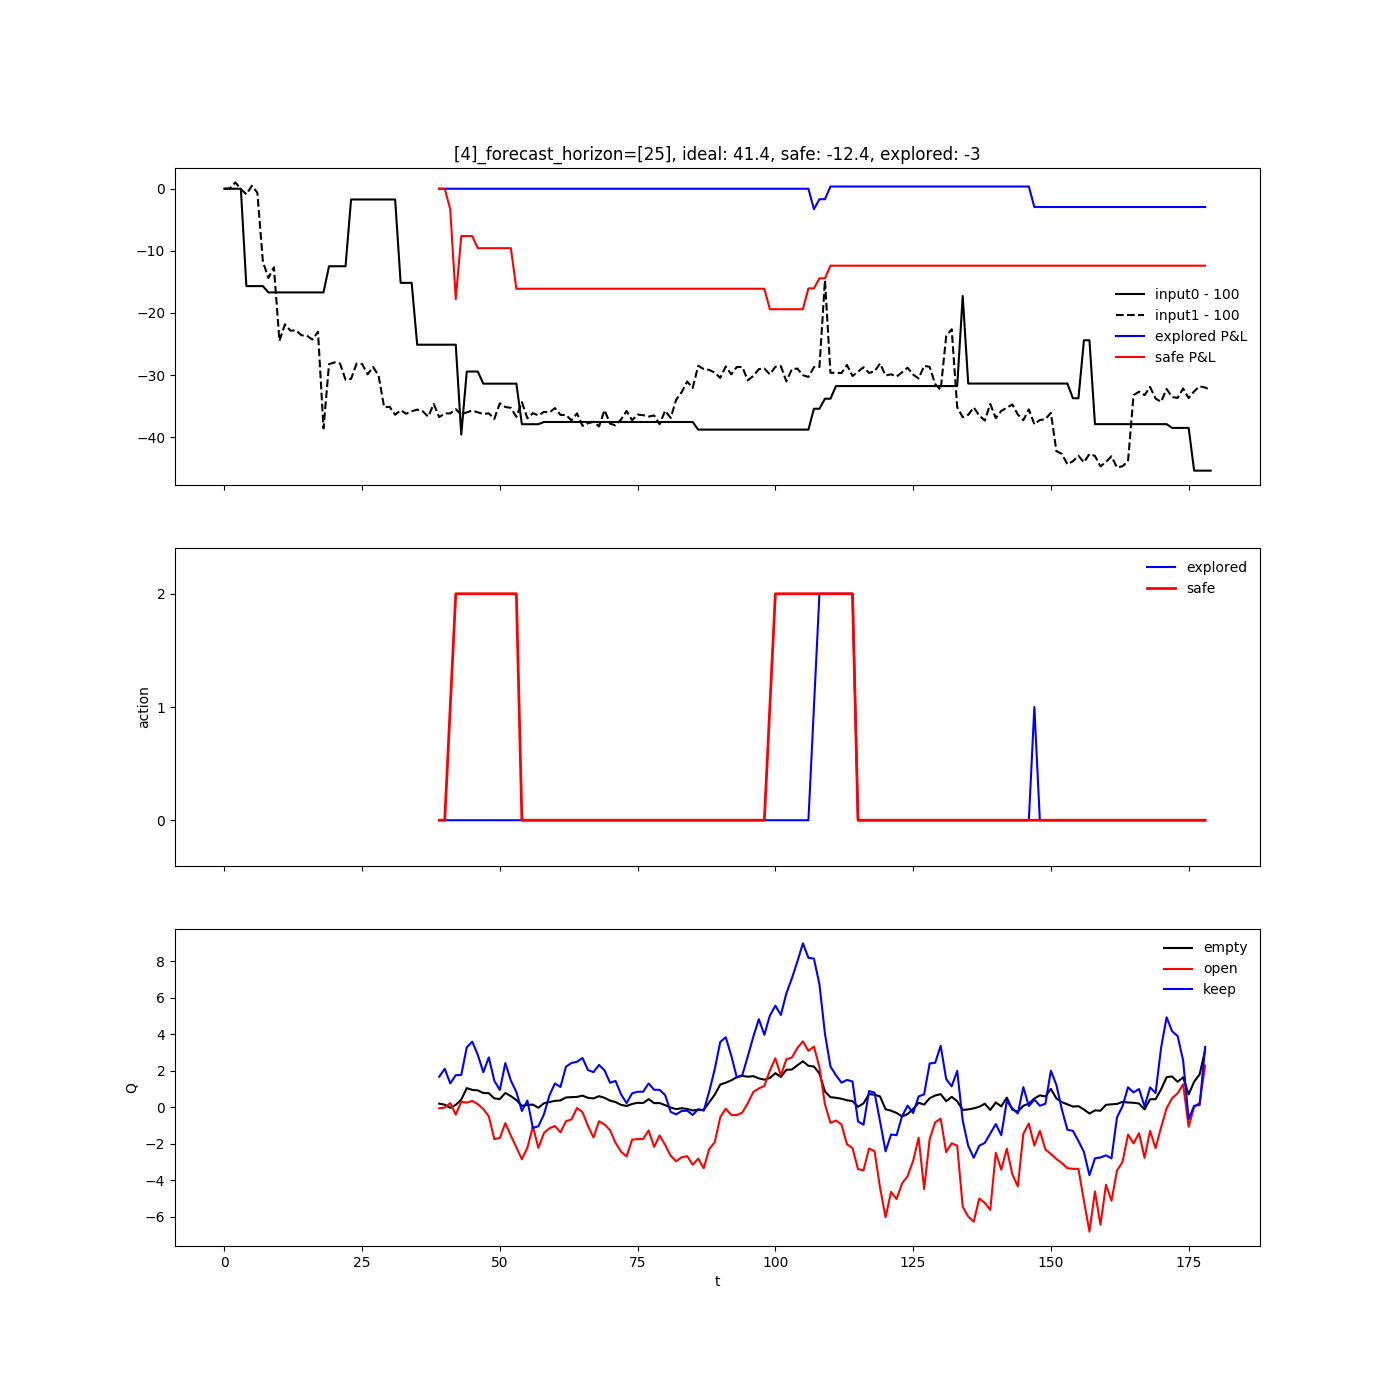 [4]_forecast_horizon=[25], ideal: 41.4, safe: -12.4, explored: -3
0
−10
−20
−30
−40
input0 - 100
input1 - 100
explored P&L
safe P&L
2
1
0
action
explored
safe
8
6
4
2
0
−2
−4
−6
Q
empty
open
keep
0 25 50 75 100 125 150 175
t